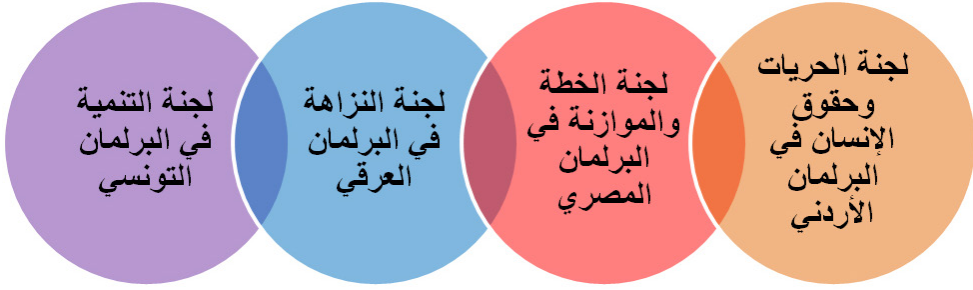 لجنة الحريات
وحقوق
الإنسان في
البرلمان
الأردني
لجنة الخطة
والموازنة في
البرلمان
المصري
لجنة النزاهة
في البرلمان
العرقي
لجنة التنمية
في البرلمان
التونسي